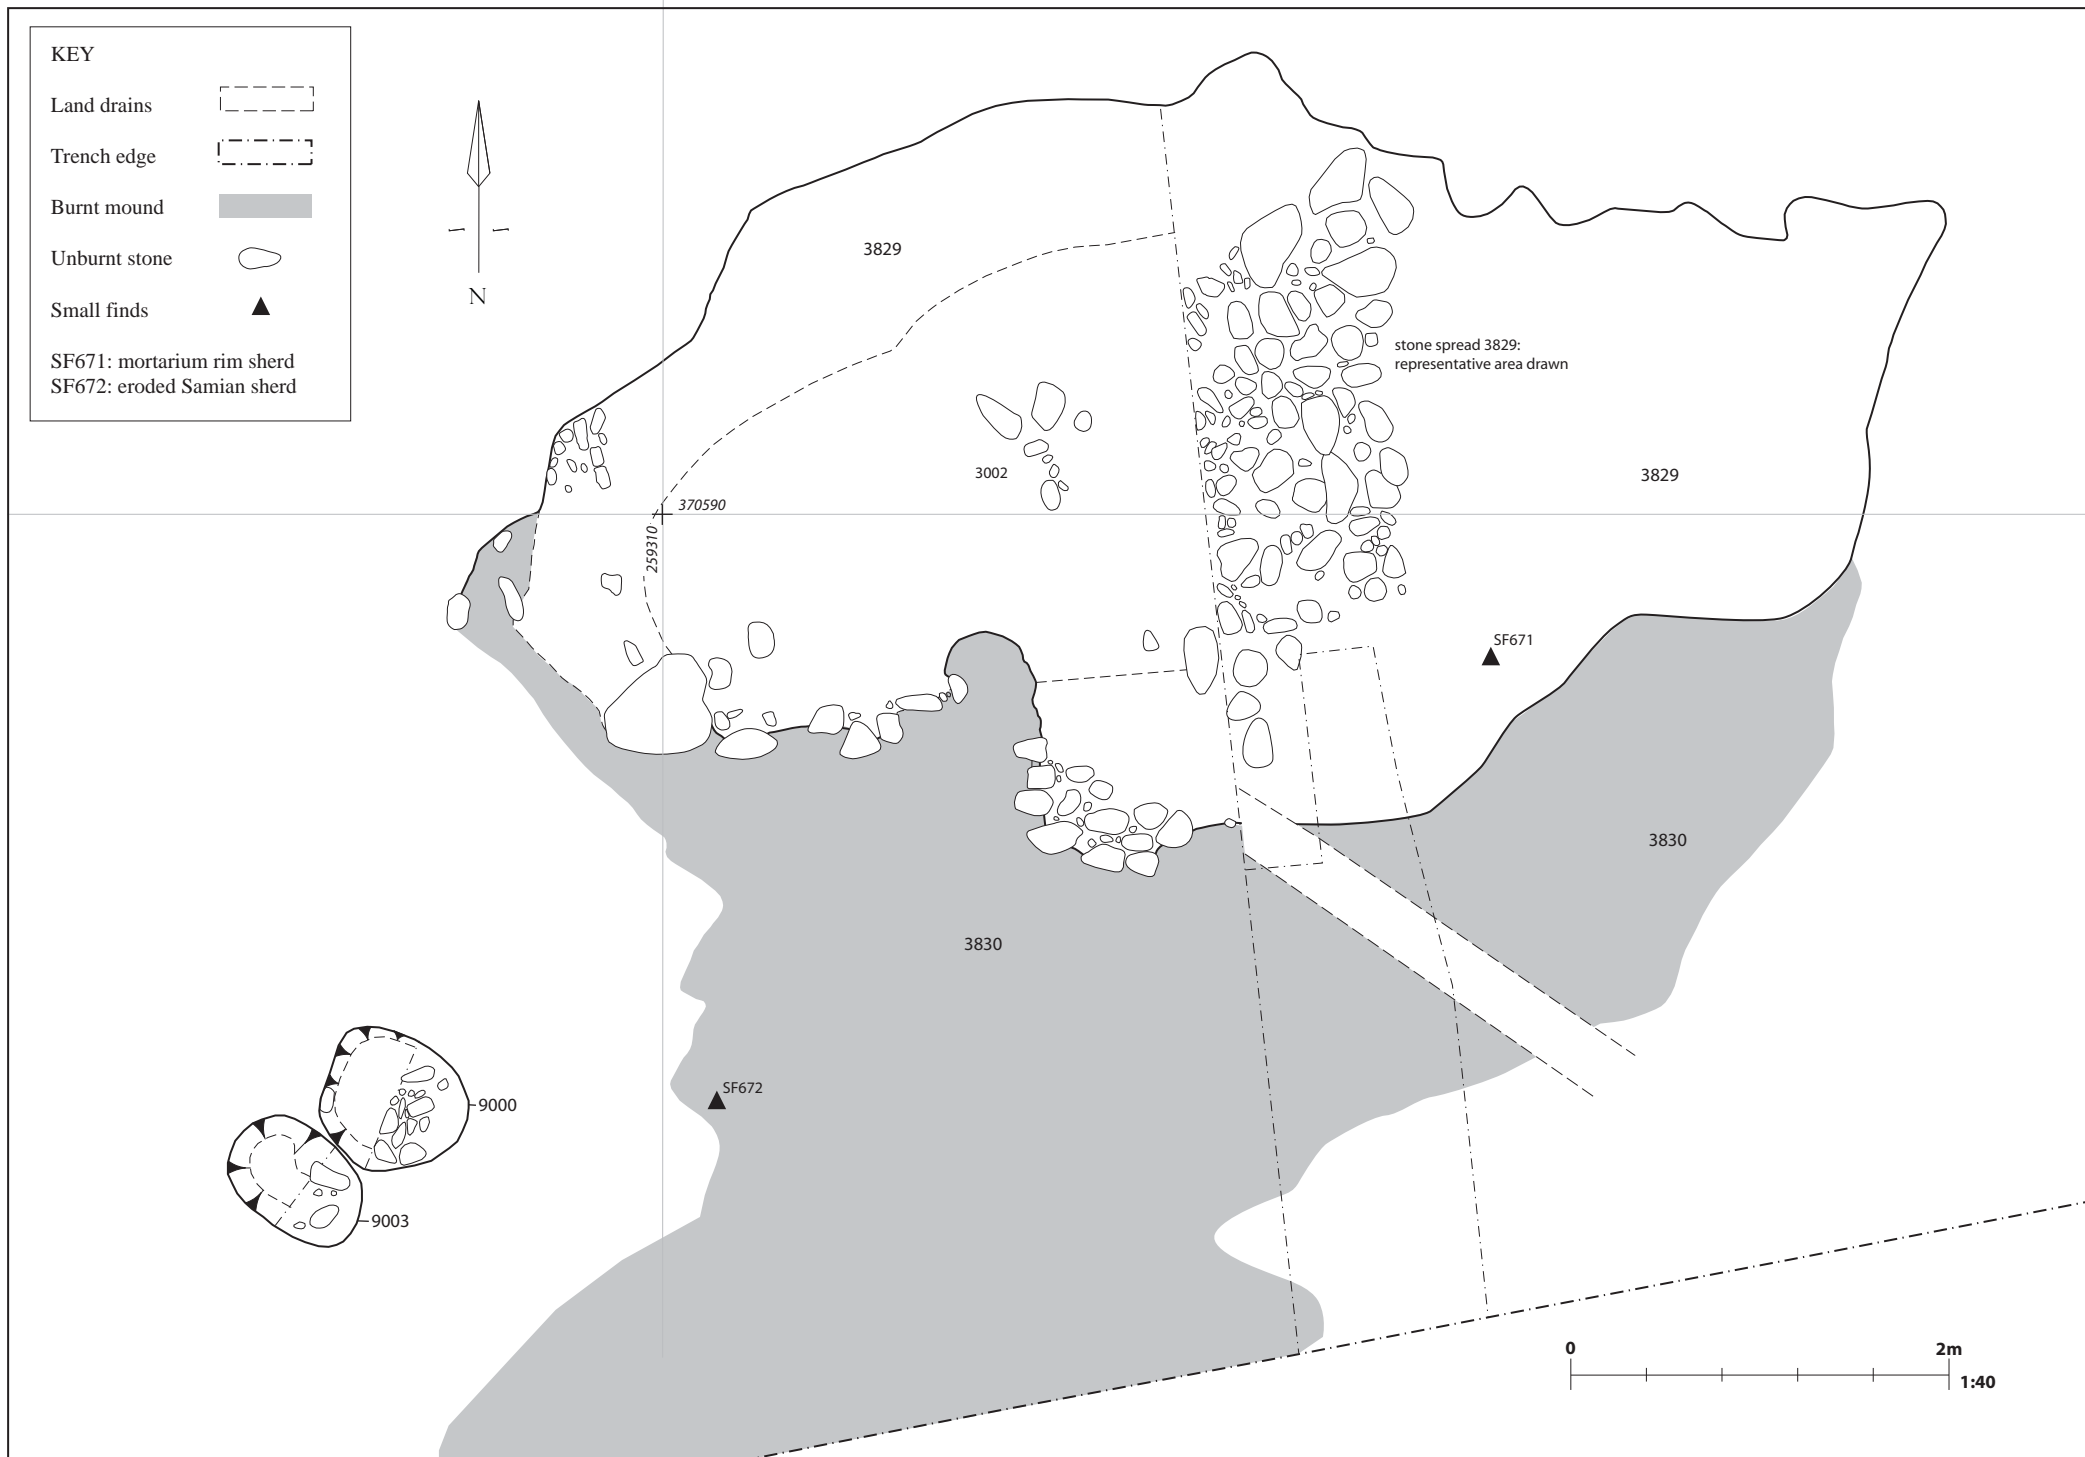 KEY
Land drains
Trench edge
Burnt mound
Unburnt stone
Small finds
SF671: mortarium rim sherd
SF672: eroded Samian sherd
N
3829
stone spread 3829:
representative area drawn
3002
3829
370590
259310
SF671
3830
3830
SF672
9000
9003
0
2m
1:40